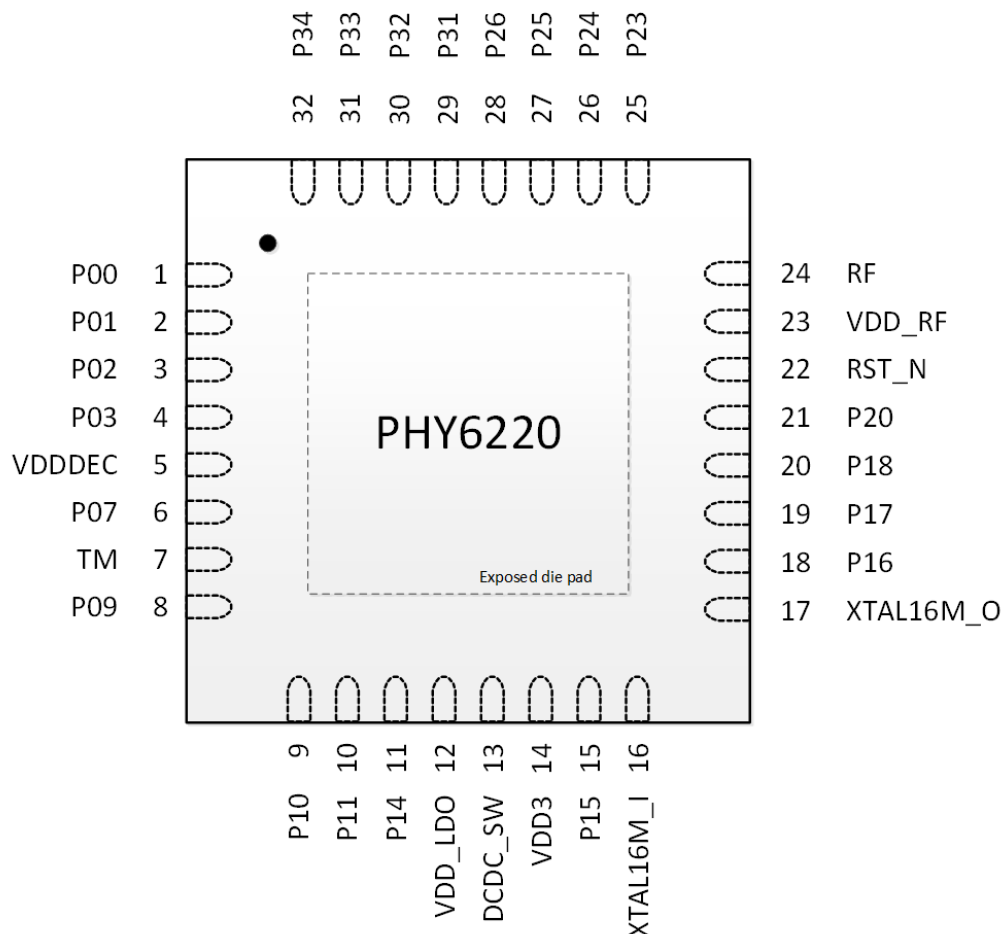 P34 P33 P32 P31 P26 P25 P24 P23
32 31 30 29 28 27 26 25
P00 1
P01 2
P02 3
P03 4
VDDDEC 5
P07 6
TM 7
P09 8
PHY6220
Exposed die pad
24 RF
23 VDD_RF
22 RST_N
21 P20
20 P18
19 P17
18 P16
17 XTAL16M_O
9 10 11 12 13 14 15 16
P10 P11 P14 VDD_LDO DCDC_SW VDD3 P15 XTAL16M_I